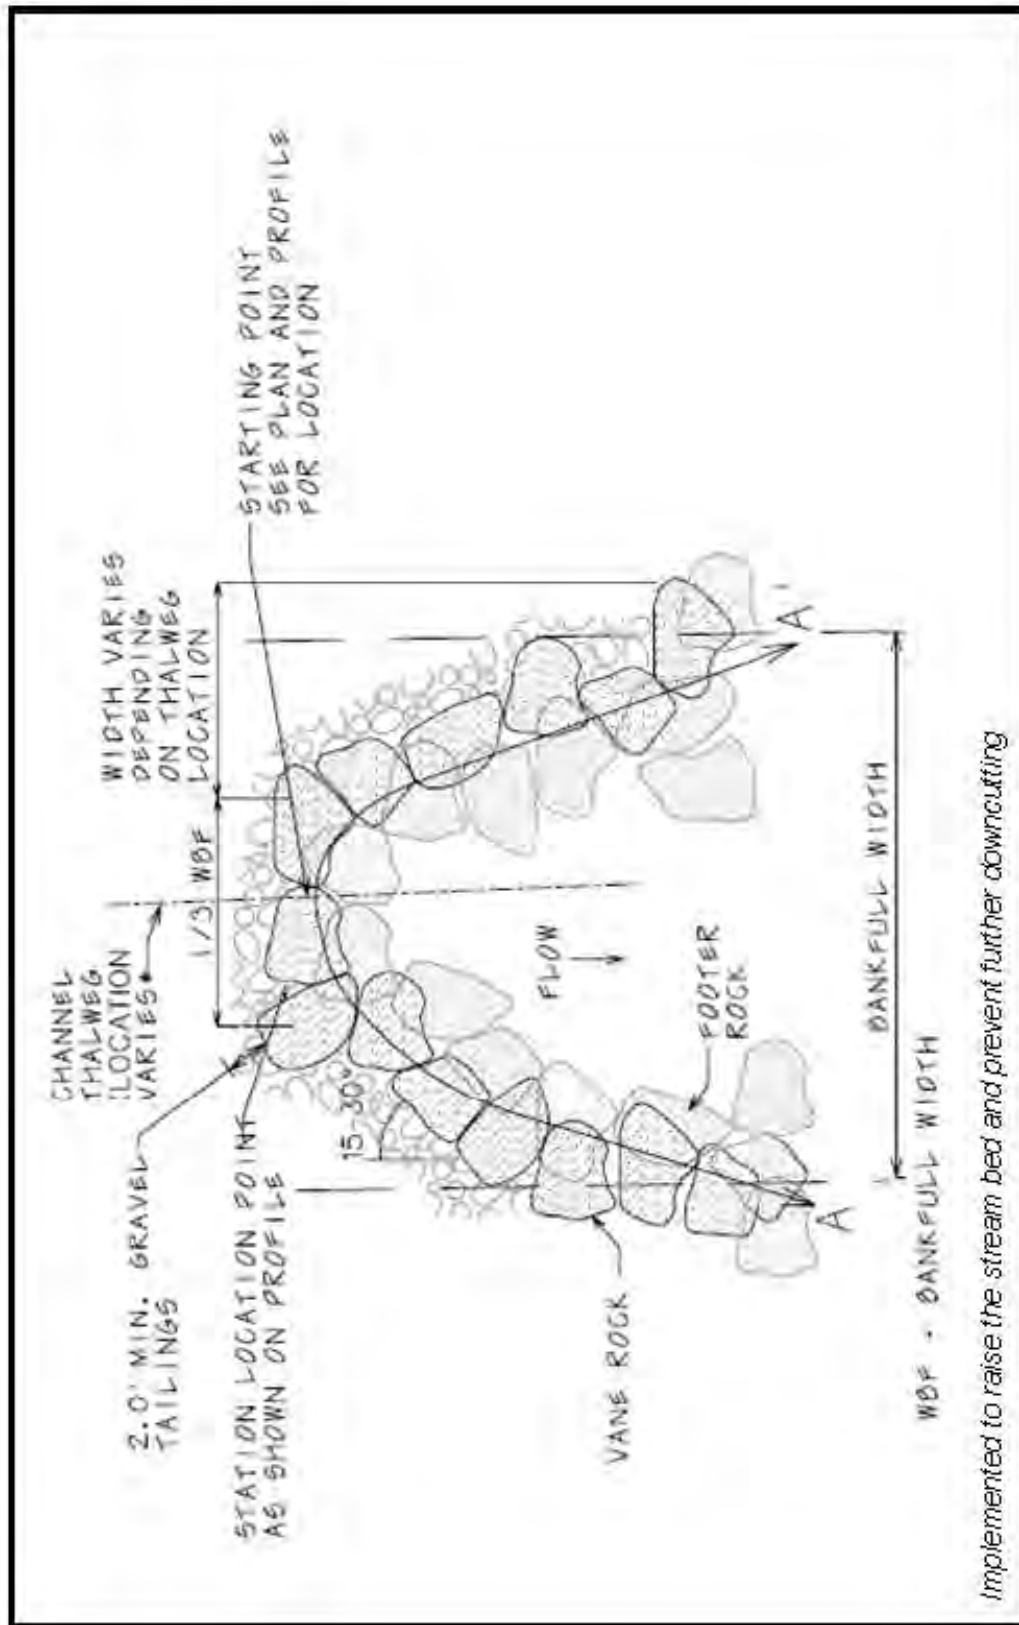 2.0' MIN. GRAVEL
TAILINGS
CHANNEL
THALWEG
(LOCATION
VARIES
WIDTH VARIES
DEPENDING
ON THALWEG
LOCATION
STATION LOCATION POINT
AS SHOWN ON PROFILE
1/3 WBF
STARTING POINT
SEE PLAN AND PROFILE
FOR LOCATION
15-30°
FLOW
VANE ROCK
FOOTER
ROCK
A
A'
BANKFULL WIDTH
WBF - BANKFULL WIDTH
Implemented to raise the stream bed and prevent further downcutting